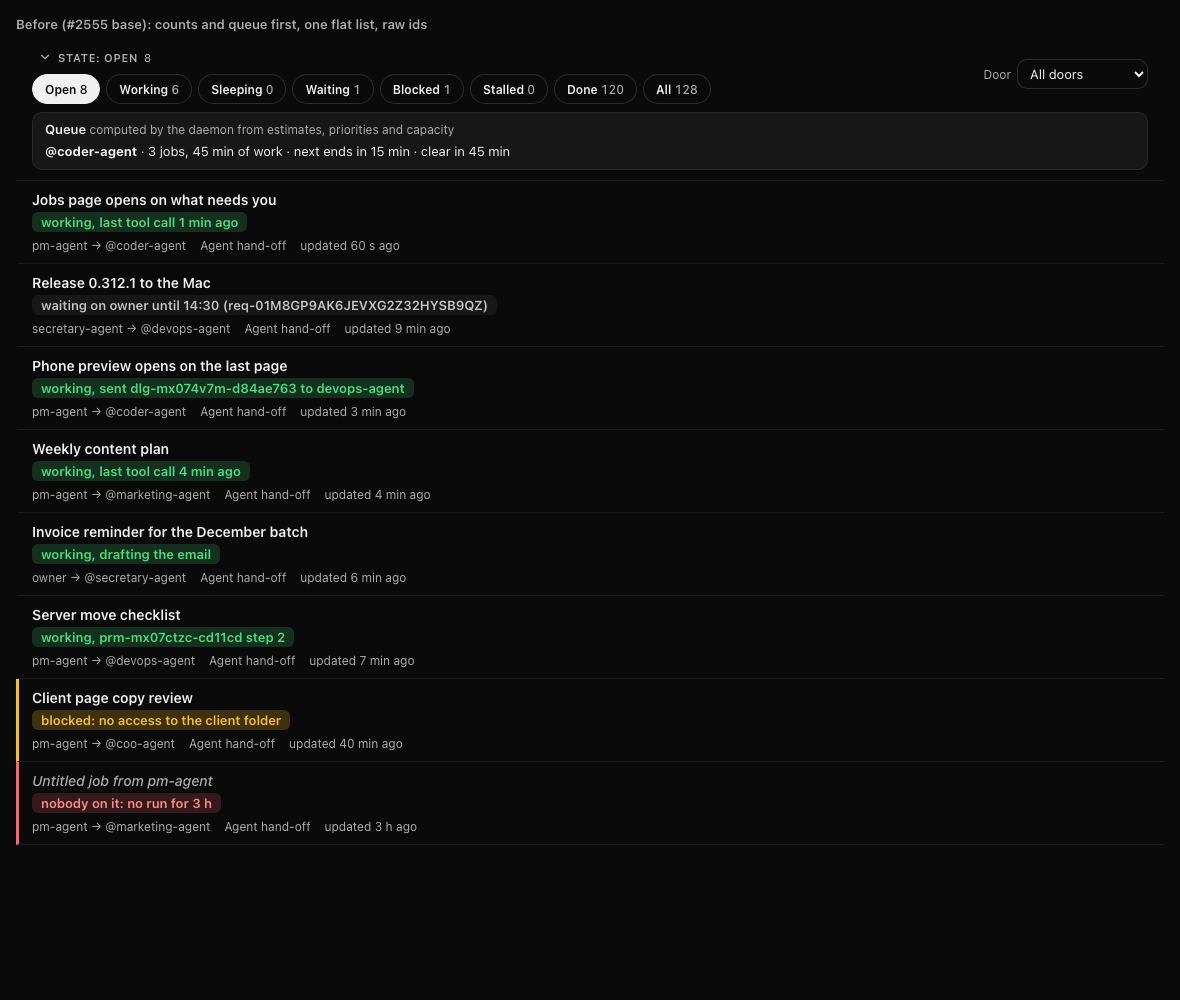 Before (#2555 base): counts and queue first, one flat list, raw ids
STATE: OPEN 8
Open 8 Working 6 Sleeping 0 Waiting 1 Blocked 1 Stalled 0 Done 120 All 128 Door All doors
Queue computed by the daemon from estimates, priorities and capacity
@coder-agent · 3 jobs, 45 min of work · next ends in 15 min · clear in 45 min
Jobs page opens on what needs you
working, last tool call 1 min ago
pm-agent → @coder-agent Agent hand-off updated 60 s ago
Release 0.312.1 to the Mac
waiting on owner until 14:30 (req-01M8GP9AK6JEVXG2Z32HYSB9QZ)
secretary-agent → @devops-agent Agent hand-off updated 9 min ago
Phone preview opens on the last page
working, sent dlg-mx074v7m-d84ae763 to devops-agent
pm-agent → @coder-agent Agent hand-off updated 3 min ago
Weekly content plan
working, last tool call 4 min ago
pm-agent → @marketing-agent Agent hand-off updated 4 min ago
Invoice reminder for the December batch
working, drafting the email
owner → @secretary-agent Agent hand-off updated 6 min ago
Server move checklist
working, prm-mx07ctzc-cd11cd step 2
pm-agent → @devops-agent Agent hand-off updated 7 min ago
Client page copy review
blocked: no access to the client folder
pm-agent → @coo-agent Agent hand-off updated 40 min ago
Untitled job from pm-agent
nobody on it: no run for 3 h
pm-agent → @marketing-agent Agent hand-off updated 3 h ago